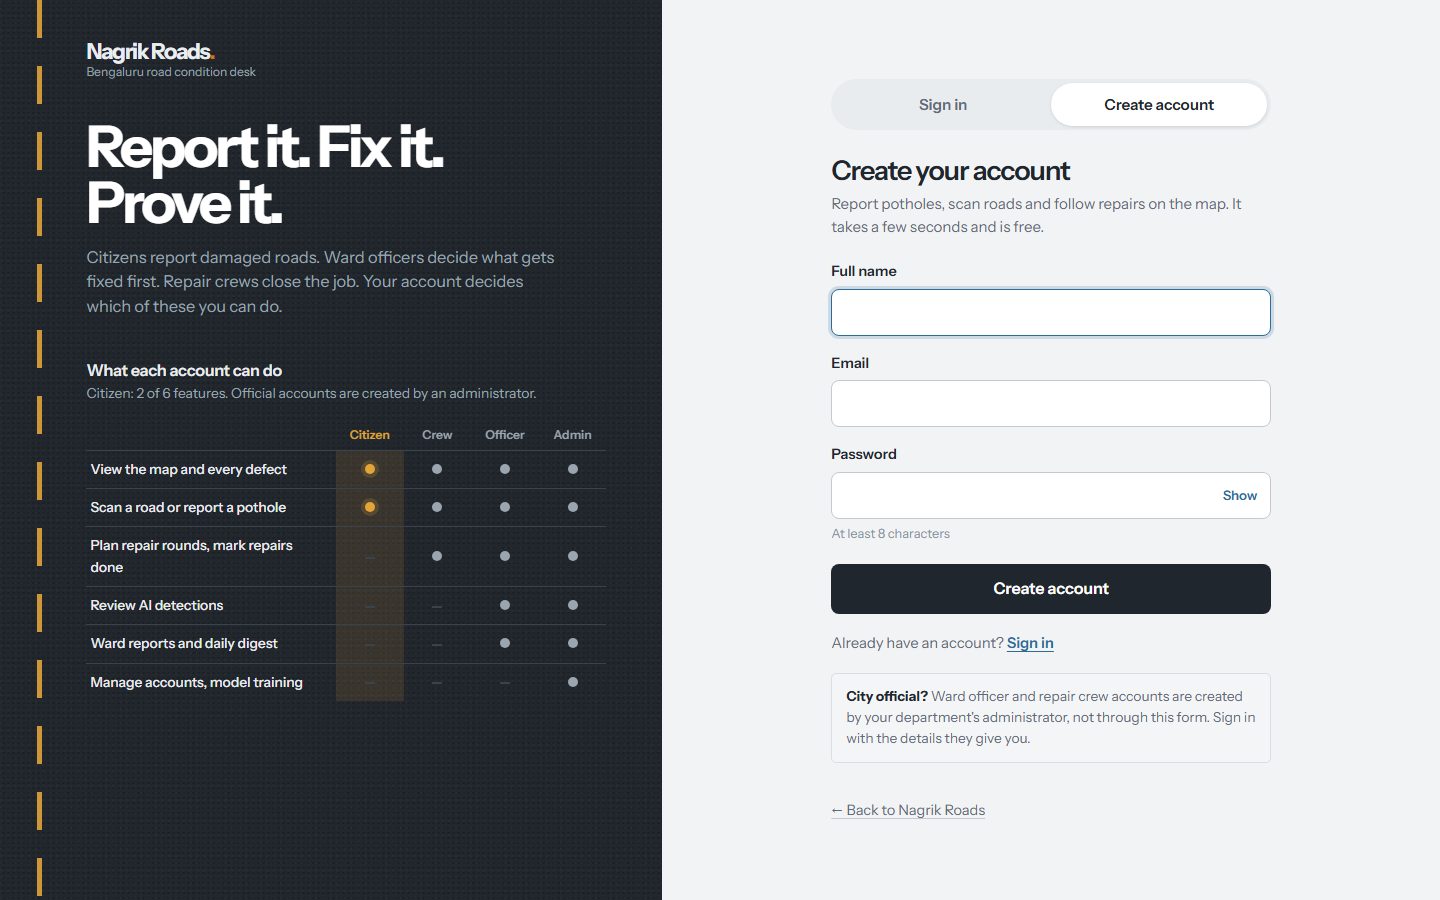 Nagrik Roads.
Bengaluru road condition desk
Report it. Fix it.
Prove it.
Citizens report damaged roads. Ward officers decide what gets
fixed first. Repair crews close the job. Your account decides
which of these you can do.
What each account can do
Citizen: 2 of 6 features. Official accounts are created by an administrator.
Citizen Crew Officer Admin
View the map and every defect
Scan a road or report a pothole
Plan repair rounds, mark repairs
done
Review AI detections
Ward reports and daily digest
Manage accounts, model training
Sign in Create account
Create your account
Report potholes, scan roads and follow repairs on the map. It
takes a few seconds and is free.
Full name
Email
Password
Show
At least 8 characters
Create account
Already have an account? Sign in
City official? Ward officer and repair crew accounts are created
by your department's administrator, not through this form. Sign in
with the details they give you.
← Back to Nagrik Roads